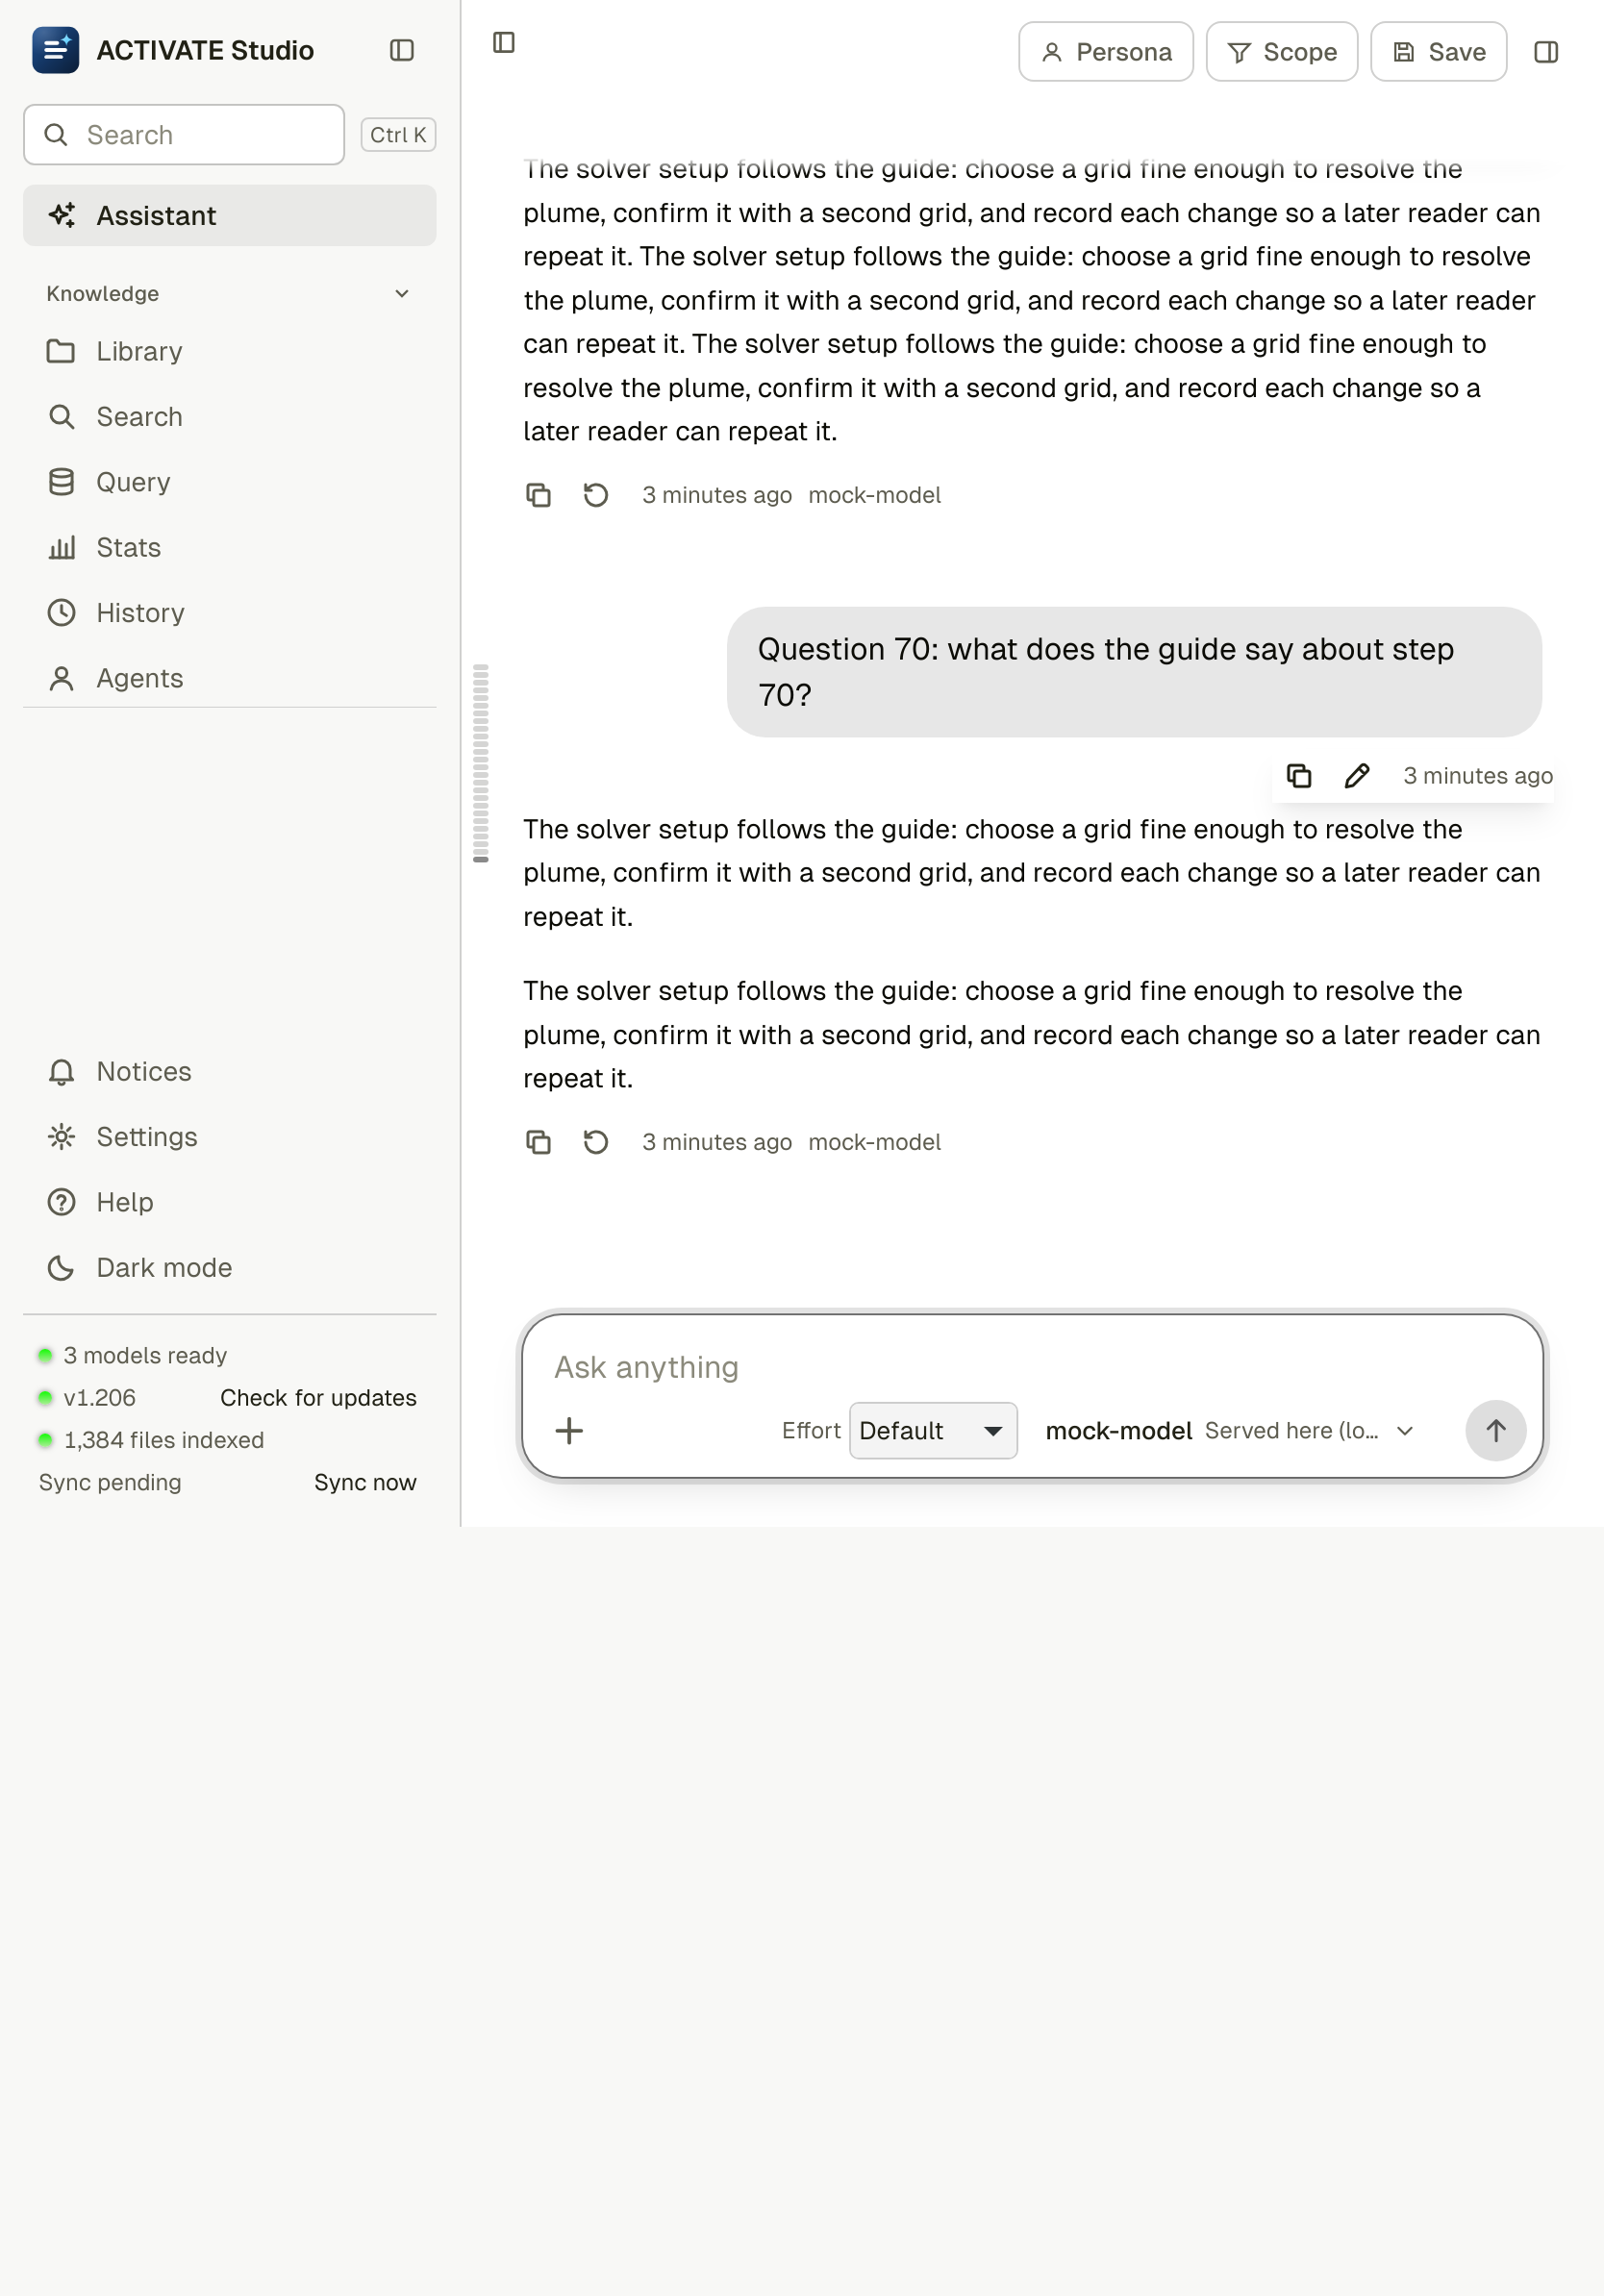 ACTIVATE Studio
Search
Ctrl K
Assistant
Knowledge
Library
Search
Query
Stats
History
Agents
Notices
Settings
Help
Dark mode
3 models ready
v1.206
Check for updates
1,384 files indexed
Sync pending
Sync now
Persona
Scope
Save
The solver setup follows the guide: choose a grid fine enough to resolve the
plume, confirm it with a second grid, and record each change so a later reader can
repeat it. The solver setup follows the guide: choose a grid fine enough to resolve
the plume, confirm it with a second grid, and record each change so a later reader
can repeat it. The solver setup follows the guide: choose a grid fine enough to
resolve the plume, confirm it with a second grid, and record each change so a
later reader can repeat it.
3 minutes ago mock-model
Question 70: what does the guide say about step
70?
3 minutes ago
The solver setup follows the guide: choose a grid fine enough to resolve the
plume, confirm it with a second grid, and record each change so a later reader can
repeat it.
The solver setup follows the guide: choose a grid fine enough to resolve the
plume, confirm it with a second grid, and record each change so a later reader can
repeat it.
3 minutes ago mock-model
Ask anything
Effort Default mock-model Served here (lo...